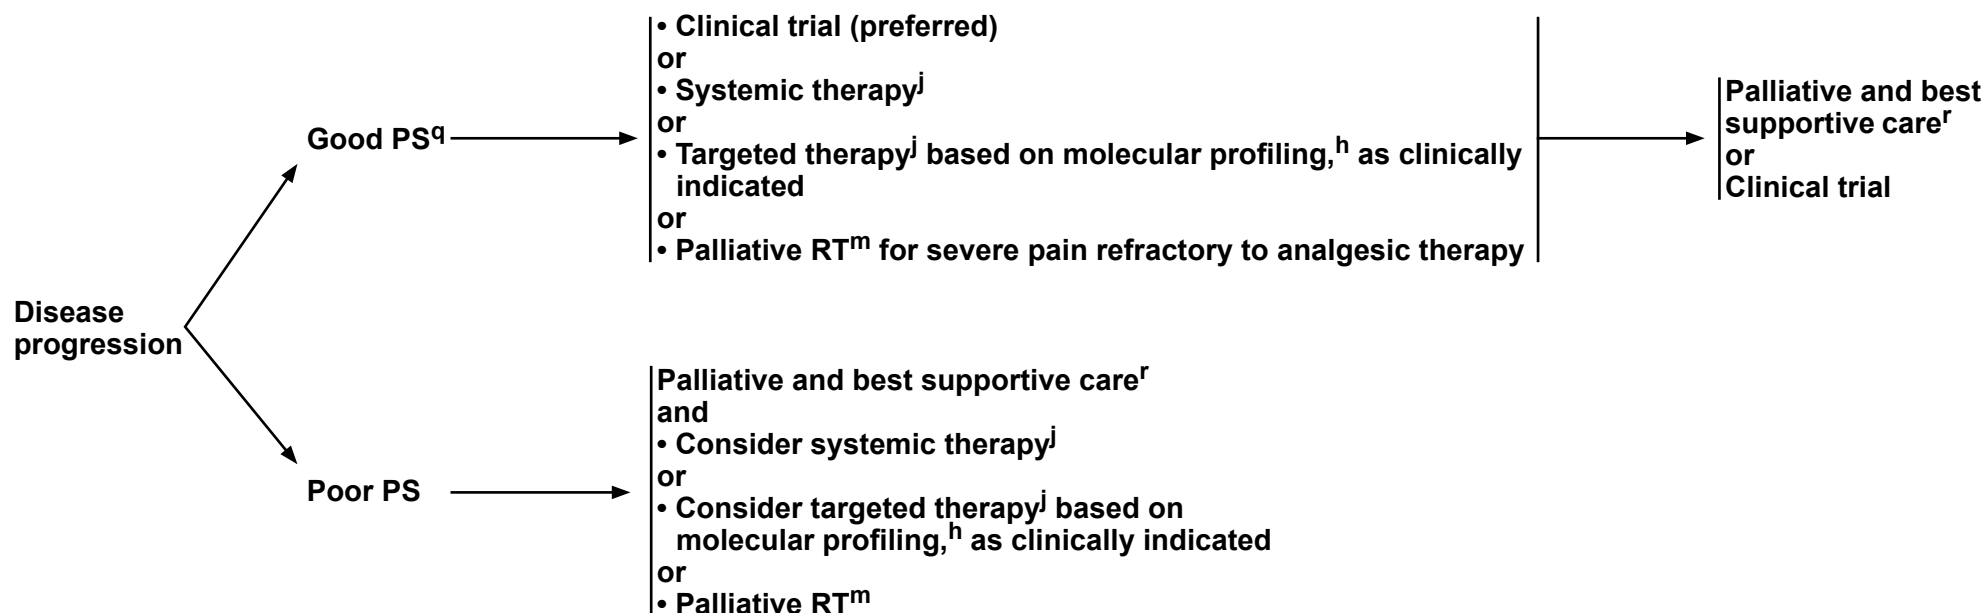 Disease
progression
Good PSq
• Clinical trial (preferred)
or
• Systemic therapyj
or
• Targeted therapyj based on molecular profiling,h as clinically
indicated
or
• Palliative RTm for severe pain refractory to analgesic therapy
Palliative and best
supportive carer
or
Clinical trial
Poor PS
Palliative and best supportive carer
and
• Consider systemic therapyj
or
• Consider targeted therapyj based on
molecular profiling,h as clinically indicated
or
• Palliative RTm